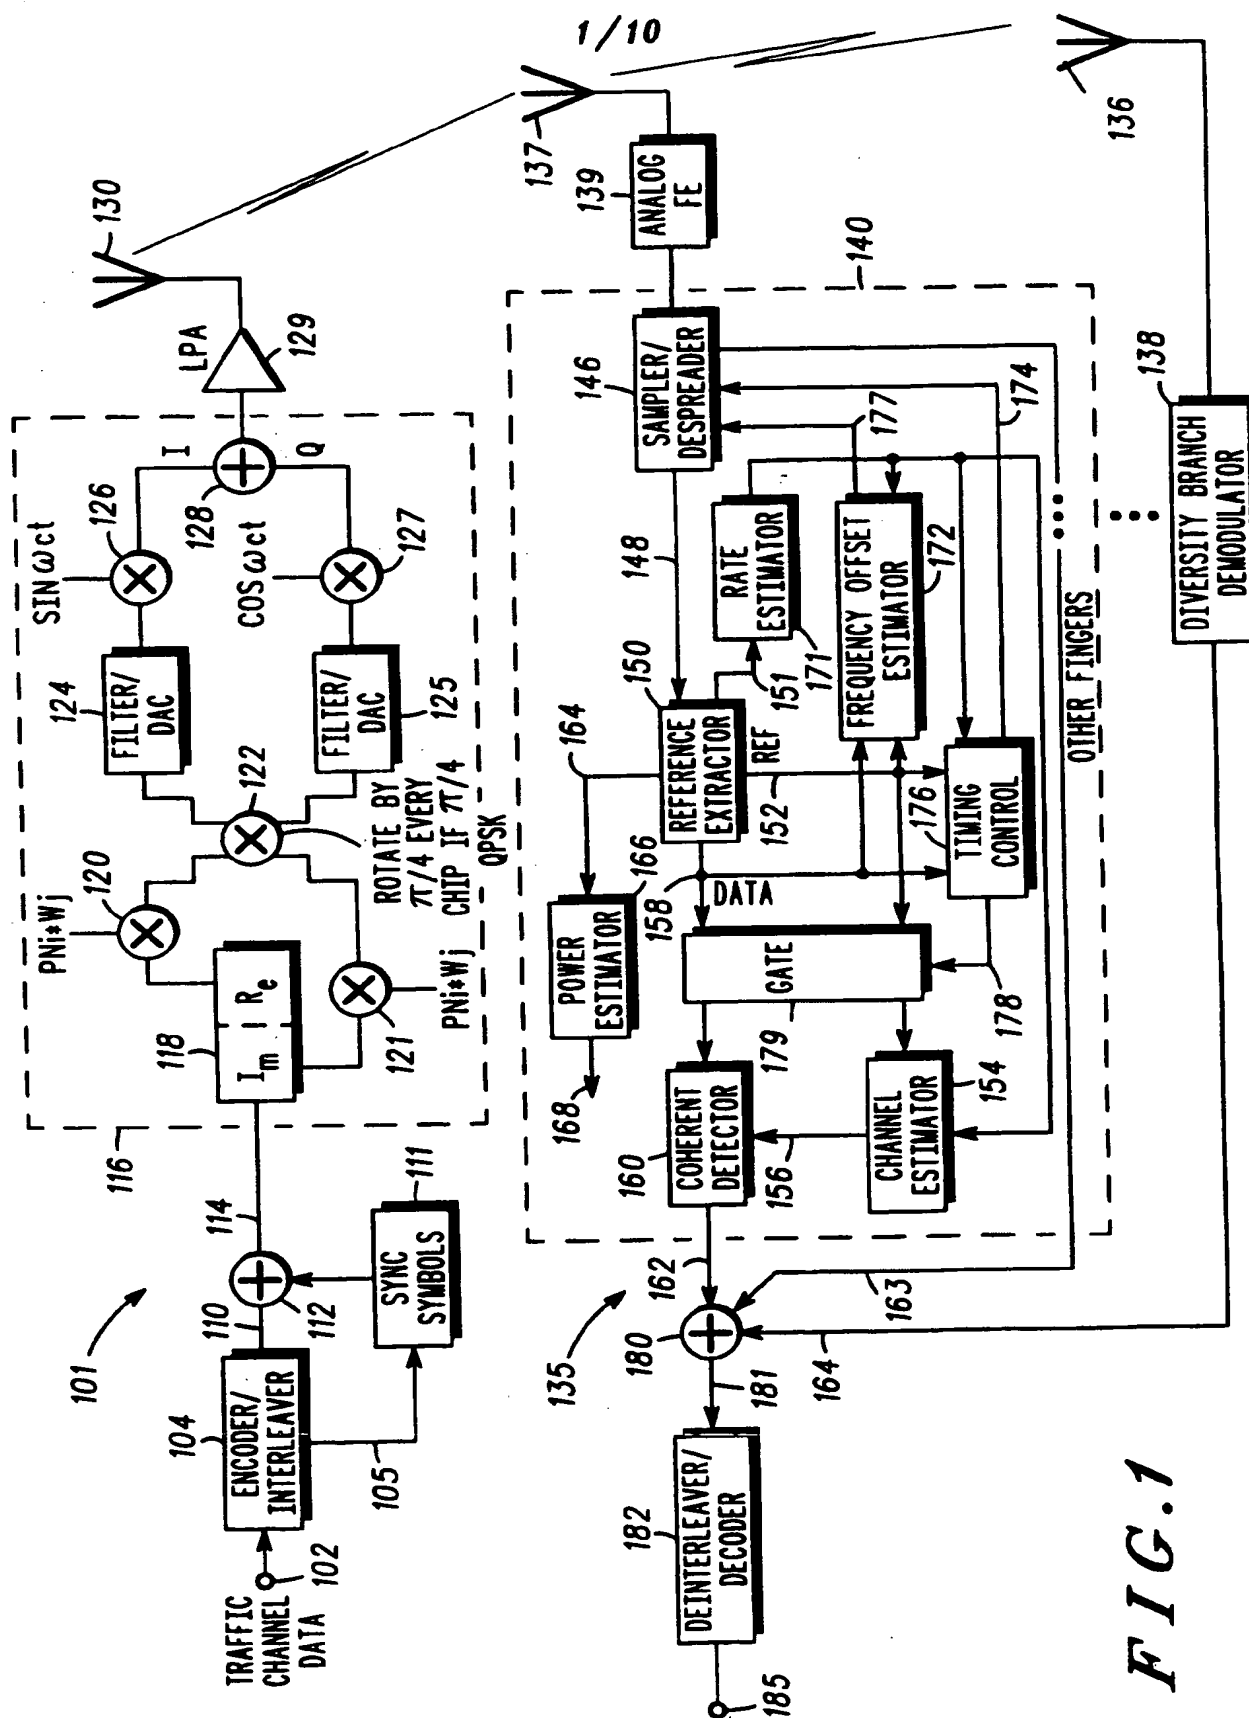 1/10
130
LPA
129
116
SIN ωct
126
I
128
Q
COS ωct
127
124
FILTER/
DAC
FILTER/
DAC
125
122
ROTATE BY
π/4 EVERY
CHIP IF π/4
QPSK
PNi*Wj
120
PNi*Wj
121
118
Im
Re
101
114
112
110
111
SYNC
SYMBOLS
104
ENCODER/
INTERLEAVER
105
102
TRAFFIC
CHANNEL
DATA
137
136
139
ANALOG
FE
140
146
SAMPLER/
DESPREADER
148
177
174
RATE
ESTIMATOR
171
151
FREQUENCY OFFSET
ESTIMATOR
172
150
REFERENCE
EXTRACTOR
REF
152
164
POWER
ESTIMATOR
166
168
158
DATA
176
TIMING
CONTROL
178
GATE
179
160
COHERENT
DETECTOR
156
CHANNEL
ESTIMATOR
154
OTHER FINGERS
138
DIVERSITY BRANCH
DEMODULATOR
135
162
163
164
180
181
182
DEINTERLEAVER/
DECODER
185
FIG.1